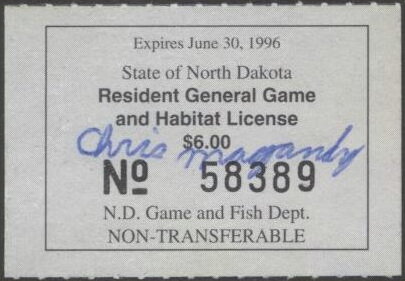 Expires June 30, 1996
State of North Dakota
Resident General Game
and Habitat License
$6.00
Chris
№ 58389
N.D. Game and Fish Dept.
NON-TRANSFERABLE